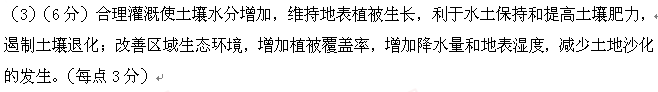 （3）（6分）合理灌溉使土壤水分增加，维持地表植被生长，利于水土保持和提高土壤肥力，
遏制土壤退化；改善区域生态环境，增加植被覆盖率，增加降水量和地表湿度，减少土地沙化
的发生。（每点3分）